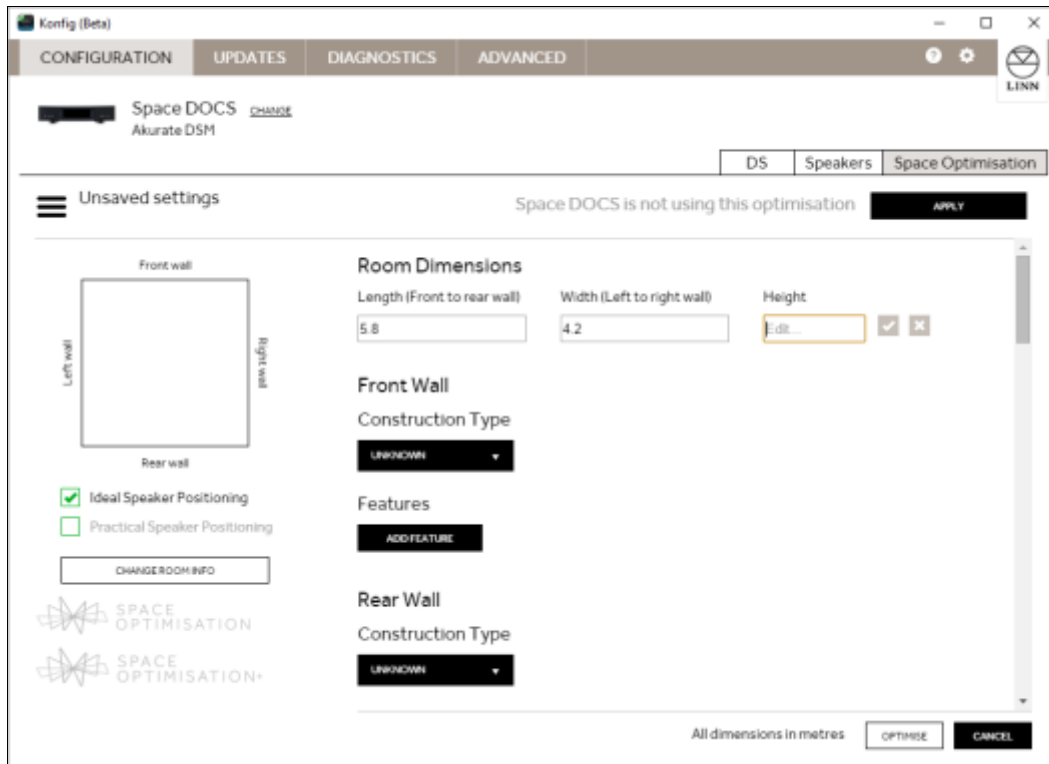 Konfig (Beta)
CONFIGURATION UPDATES DIAGNOSTICS ADVANCED
LINN
Space DOCS CHANGE
Akurate DSM
DS Speakers Space Optimisation
Unsaved settings
Space DOCS is not using this optimisation APPLY
Front wall
Left wall
Right wall
Rear wall
Ideal Speaker Positioning
Practical Speaker Positioning
CHANGE ROOM INFO
SPACE
OPTIMISATION
SPACE
OPTIMISATION+
Room Dimensions
Length (Front to rear wall) Width (Left to right wall) Height
5.8 4.2 Edit...
Front Wall
Construction Type
UNKNOWN
Features
ADD FEATURE
Rear Wall
Construction Type
UNKNOWN
All dimensions in metres OPTIMISE CANCEL